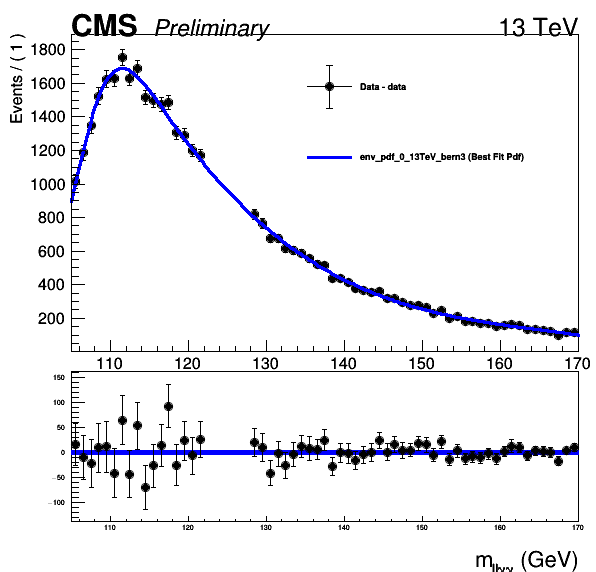 CMS Preliminary 13 TeV
Events / ( 1 )
1800
1600
1400
1200
1000
800
600
400
200
Data - data
env_pdf_0_13TeV_bern3 (Best Fit Pdf)
110 120 130 140 150 160 170
150
100
50
0
−50
−100
110 120 130 140 150 160 170
(GeV)